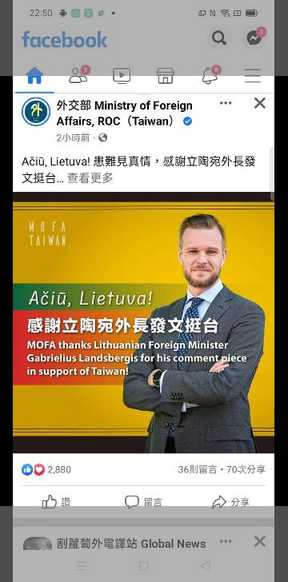 22:50
facebook
外交部 Ministry of Foreign
Affairs, ROC（Taiwan）
2小時前 ·
Ačiū, Lietuva! 患難見真情，感謝立陶宛外長發
文挺台... 查看更多
MOFA
TAIWAN
Ačiū, Lietuva!
感謝立陶宛外長發文挺台
MOFA thanks Lithuanian Foreign Minister
Gabrielius Landsbergis for his comment piece
in support of Taiwan!
2,880
36則留言·70次分享
讚
留言
分享
割蘿蔔外電譯站 Global News